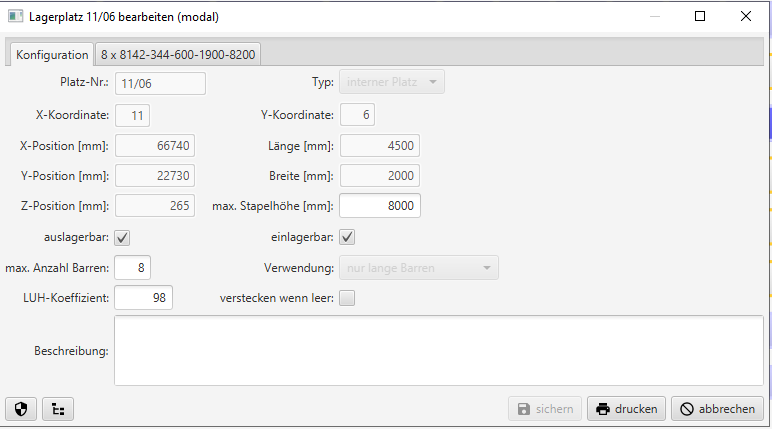 Lagerplatz 11/06 bearbeiten (modal)
Konfiguration 8 x 8142-344-600-1900-8200
Platz-Nr.: 11/06 Typ: interner Platz
X-Koordinate: 11 Y-Koordinate: 6
X-Position [mm]: 66740 Länge [mm]: 4500
Y-Position [mm]: 22730 Breite [mm]: 2000
Z-Position [mm]: 265 max. Stapelhöhe [mm]: 8000
auslagerbar: einlagerbar:
max. Anzahl Barren: 8 Verwendung: nur lange Barren
LUH-Koeffizient: 98 verstecken wenn leer:
Beschreibung:
sichern drucken abbrechen